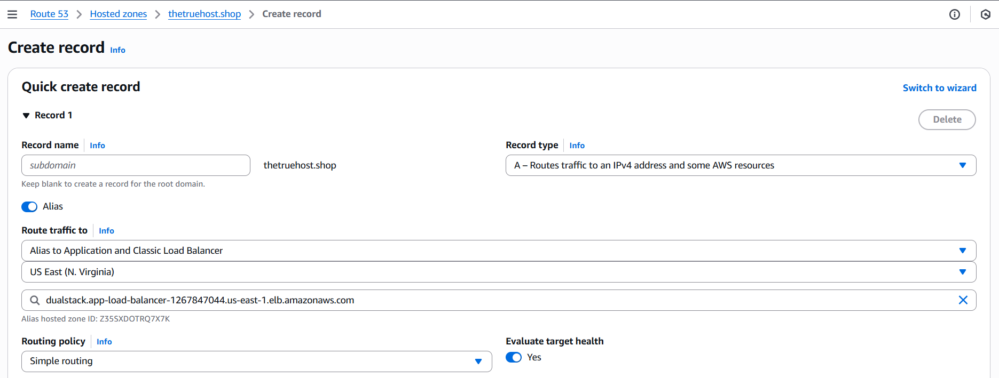 Route 53 > Hosted zones > thetruehost.shop > Create record
Create record Info
Quick create record
Switch to wizard
Record 1
Delete
Record name Info
Record type Info
subdomain
thetruehost.shop
A – Routes traffic to an IPv4 address and some AWS resources
Keep blank to create a record for the root domain.
Alias
Route traffic to Info
Alias to Application and Classic Load Balancer
US East (N. Virginia)
dualstack.app-load-balancer-1267847044.us-east-1.elb.amazonaws.com
Alias hosted zone ID: Z35SXDOTRQ7X7K
Routing policy Info
Evaluate target health
Simple routing
Yes